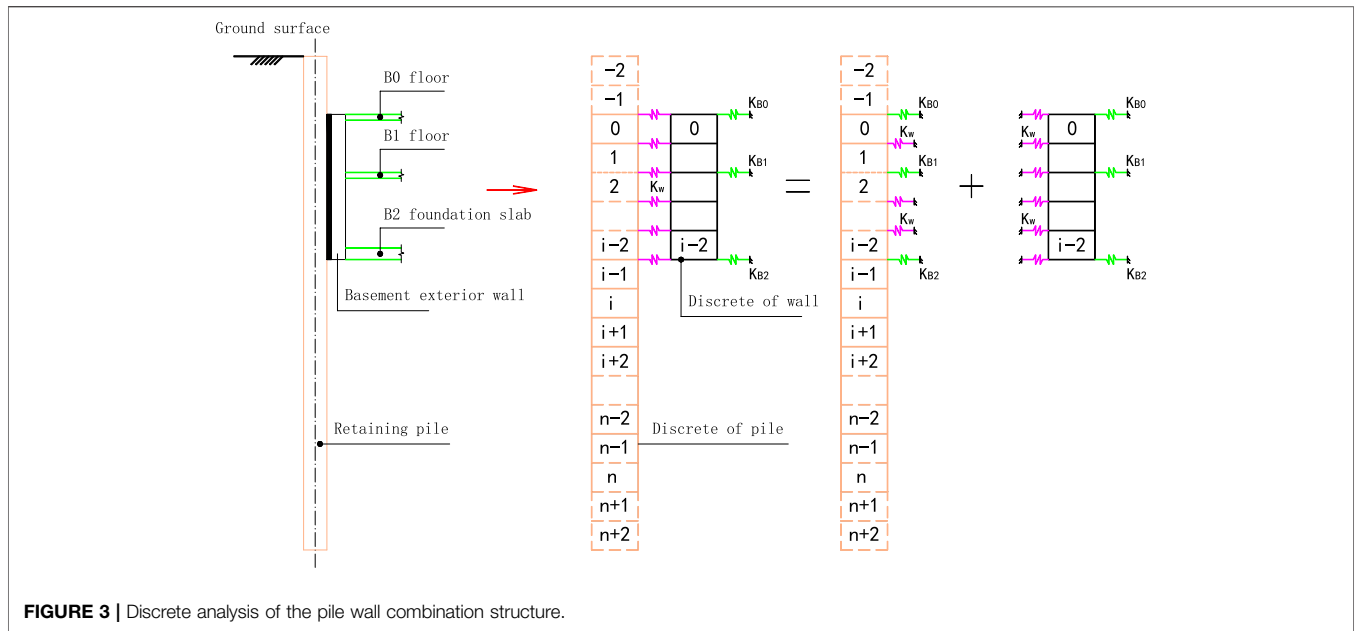 Ground surface
B0 floor
B1 floor
B2 foundation slab
Basement exterior wall
Retaining pile
-2
-1
0
1
2
i-2
i-1
i
i+1
i+2
n-2
n-1
n
n+1
n+2
Kw
0
i-2
KB0
KB1
KB2
Discrete of wall
Discrete of pile
=
-2
-1
0
1
2
i-2
i-1
i
i+1
i+2
n-2
n-1
n
n+1
n+2
KB0
Kw
KB1
Kw
KB2
+
Kw
Kw
0
i-2
KB0
KB1
KB2
FIGURE 3 | Discrete analysis of the pile wall combination structure.